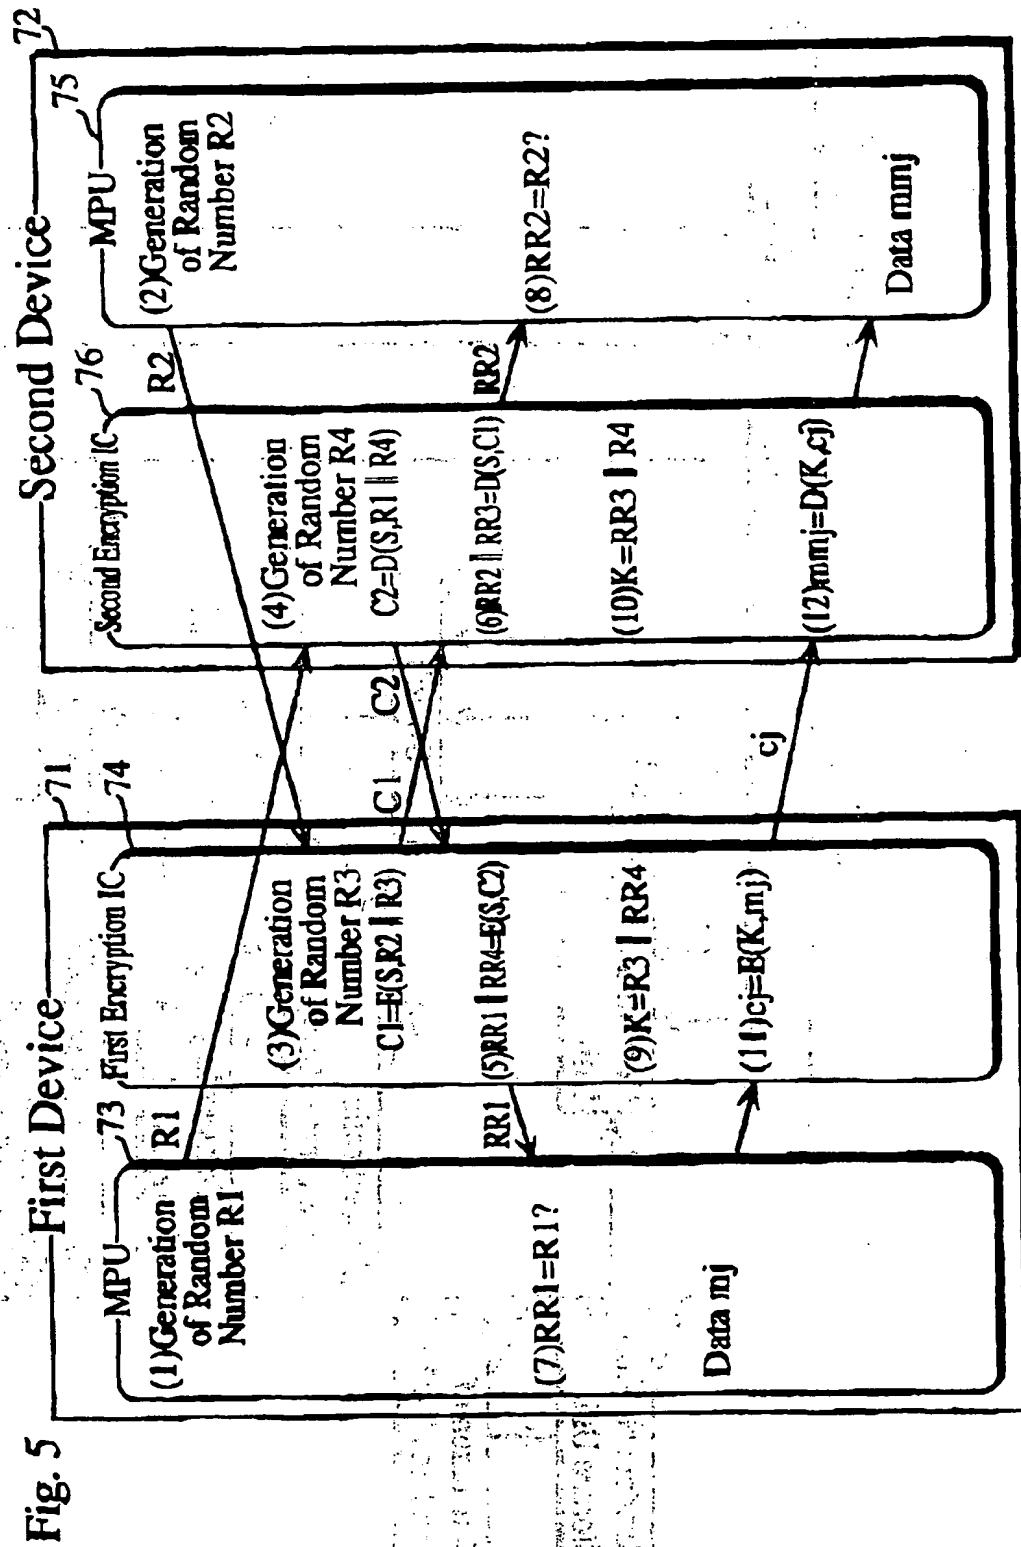 Fig. 5
First Device
71
MPU
73
(1)Generation
of Random
Number R1
R1
(7)RR1=R1?
Data mj
First Encryption IC
74
(3)Generation
of Random
Number R3
C1=E(S,R2 || R3)
(5)RR1 || RR4=E(S,C2)
RR1
(9)K=R3 || RR4
(11)cj=E(K,mj)
C1
C2
cj
Second Device
72
Second Encryption IC
76
(4)Generation
of Random
Number R4
C2=D(S,R1 || R4)
(6)RR2 || RR3=D(S,C1)
(10)K=RR3 || R4
(12)mmj=D(K,cj)
R2
RR2
MPU
75
(2)Generation
of Random
Number R2
(8)RR2=R2?
Data mmj